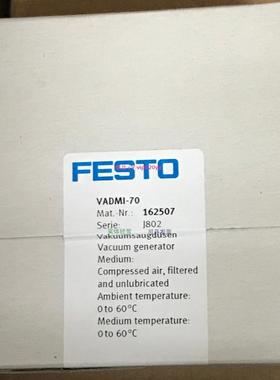 FESTO
VADMI-70
Mat.-Nr.: 162507
Serie: J802
Vakuumsaugdüsen
Vacuum generator
Medium:
Compressed air, filtered
and unlubricated
Ambient temperature:
0 to 60°C
Medium temperature:
0 to 60°C